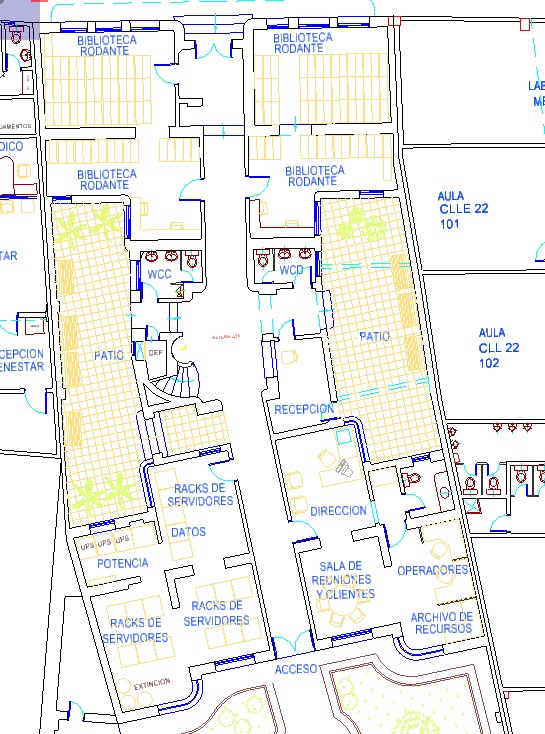 BIBLIOTECA
RODANTE
BIBLIOTECA
RODANTE
LAB
ME
DICO
BIBLIOTECA
RODANTE
BIBLIOTECA
RODANTE
AULA
CLLE 22
101
TAR
WCC
WCD
PATIO
DEP
PATIO
AULA
CLL 22
102
CEPCION
ENESTAR
RECEPCION
RACKS DE
SERVIDORES
DATOS
DIRECCION
UPS UPS UPS
POTENCIA
SALA DE
REUNIONES
Y CLIENTES
OPERADORES
RACKS DE
SERVIDORES
RACKS DE
SERVIDORES
ARCHIVO DE
RECURSOS
EXTINCION
ACCESO